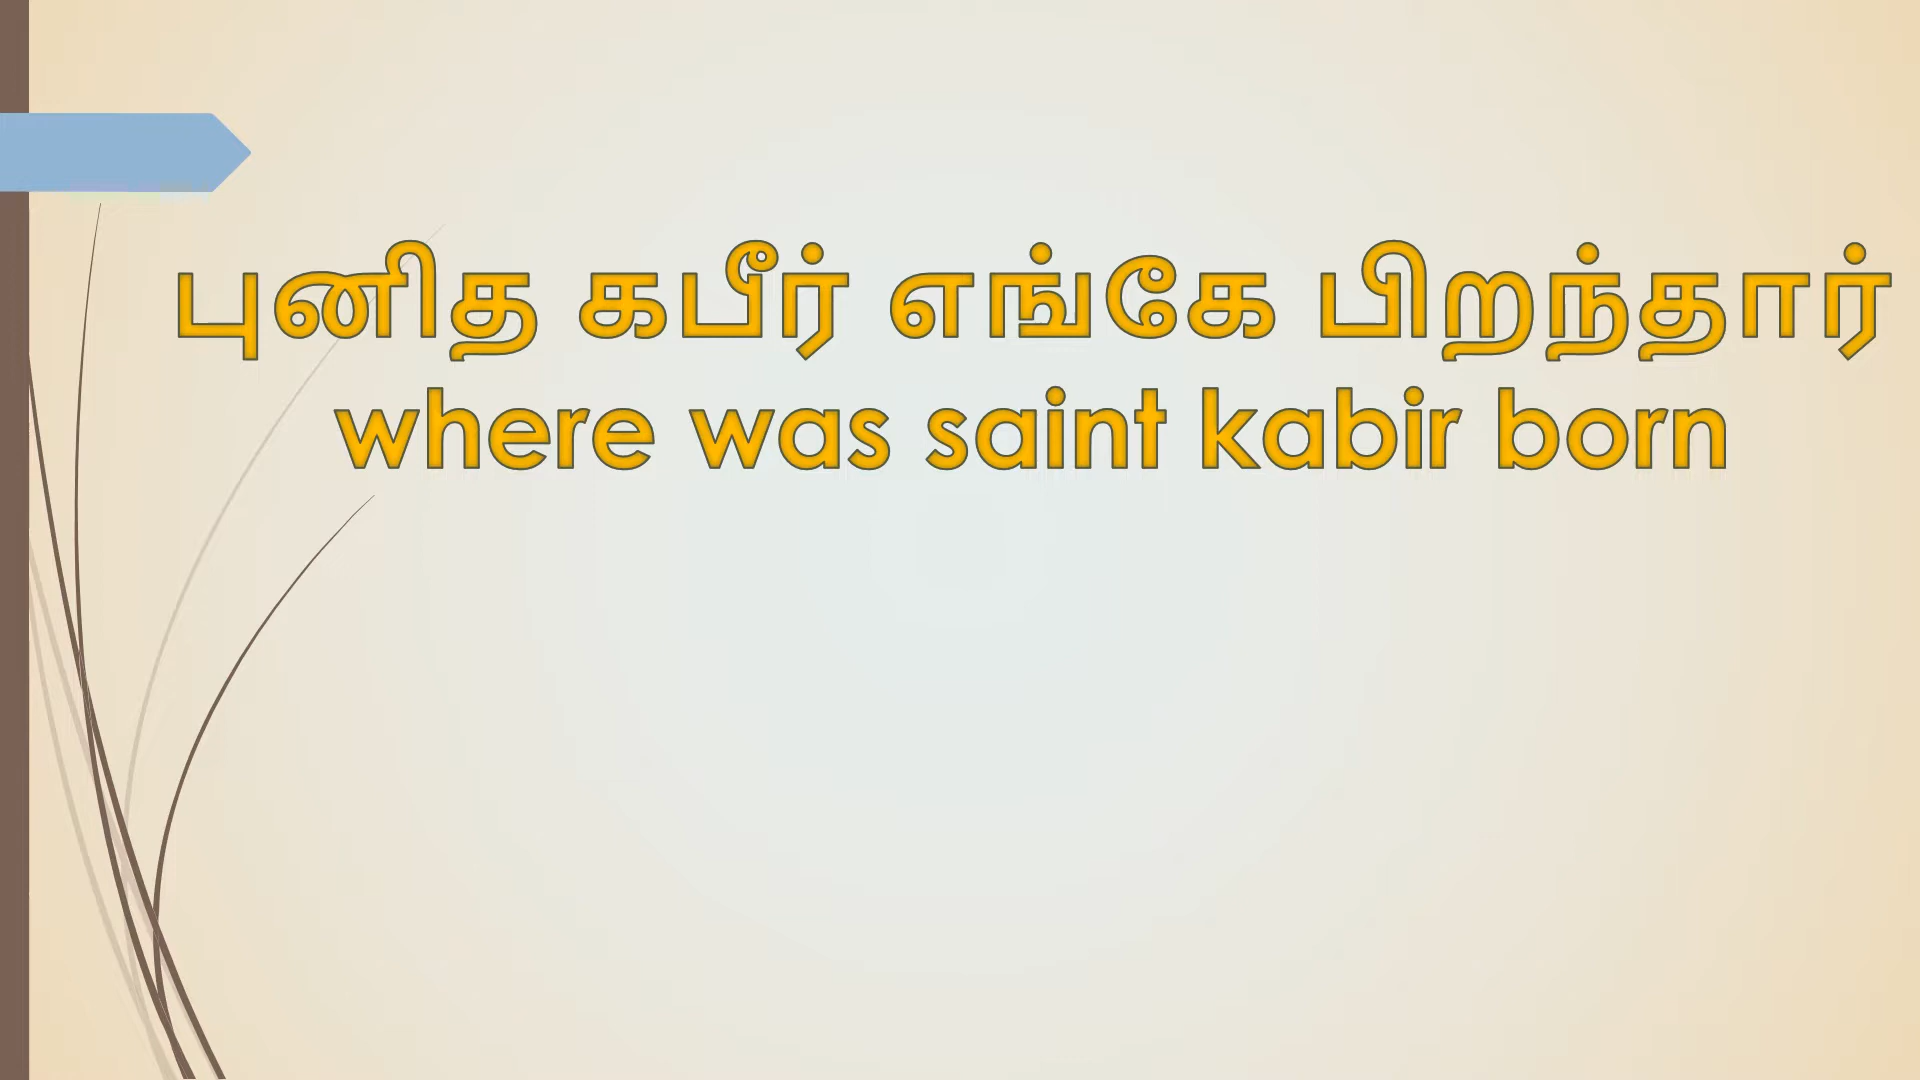 புனித கபீர் எங்கே பிறந்தார்
where was saint kabir born